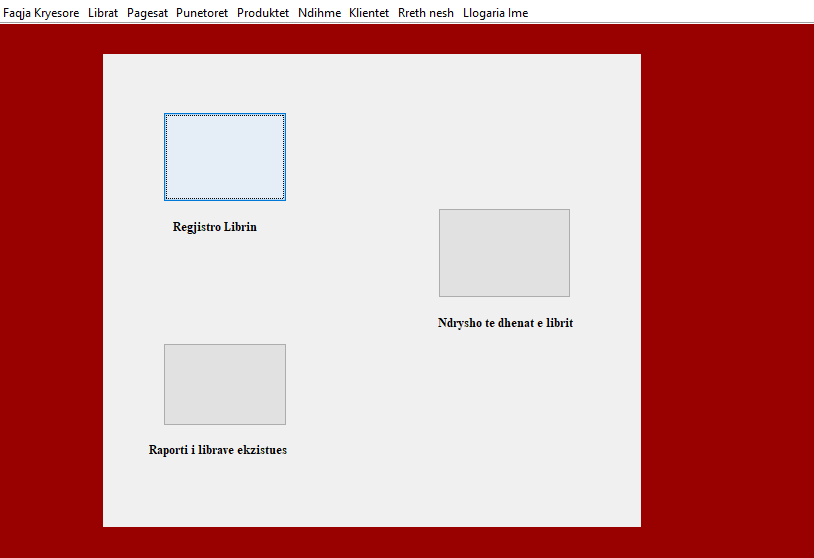 Faqja Kryesore Librat Pagesat Punetoret Produktet Ndihme Klientet Rreth nesh Llogaria Ime
Regjistro Librin
Ndrysho te dhenat e librit
Raporti i librave ekzistues